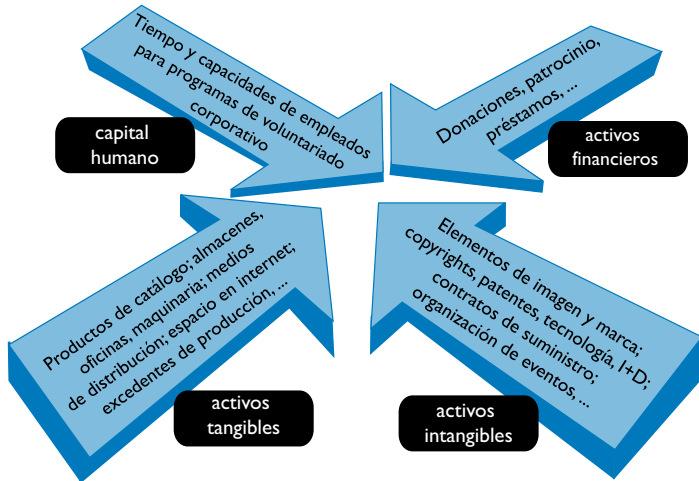 Tiempo y capacidades de empleados
para programas de voluntariado
corporativo
capital
humano
Donaciones, patrocinio,
préstamos, ...
activos
financieros
Productos de catálogo; almacenes,
oficinas, maquinaria; medios
de distribución; espacio en internet;
excedentes de producción, ...
activos
tangibles
Elementos de imagen y marca;
copyrights, patentes, tecnología, I+D;
contratos de suministro;
organización de eventos, ...
activos
intangibles